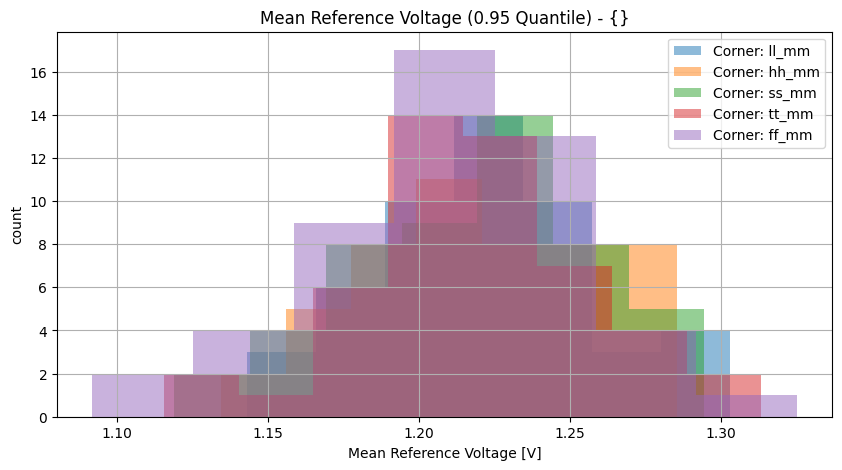 Mean Reference Voltage (0.95 Quantile) - {}
Corner: ll_mm
Corner: hh_mm
Corner: ss_mm
Corner: tt_mm
Corner: ff_mm
16
14
12
10
8
6
4
2
0
count
1.10 1.15 1.20 1.25 1.30
Mean Reference Voltage [V]